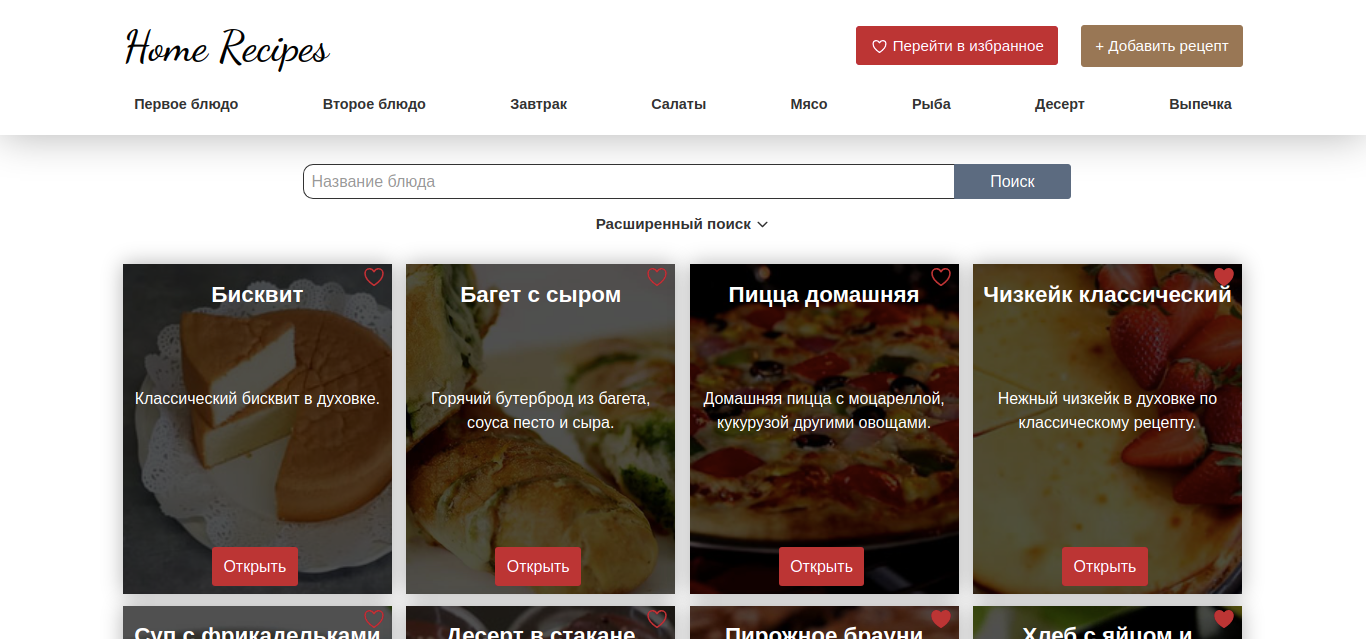 Home Recipes
Перейти в избранное
+ Добавить рецепт
Первое блюдо
Второе блюдо
Завтрак
Салаты
Мясо
Рыба
Десерт
Выпечка
Название блюда
Поиск
Расширенный поиск
Бисквит
Классический бисквит в духовке.
Открыть
Багет с сыром
Горячий бутерброд из багета,
соуса песто и сыра.
Открыть
Пицца домашняя
Домашняя пицца с моцареллой,
кукурузой другими овощами.
Открыть
Чизкейк классический
Нежный чизкейк в духовке по
классическому рецепту.
Открыть
Суп с фрикадельками
Десерт в стакане
Пирожное брауни
Хлеб с яйцом и